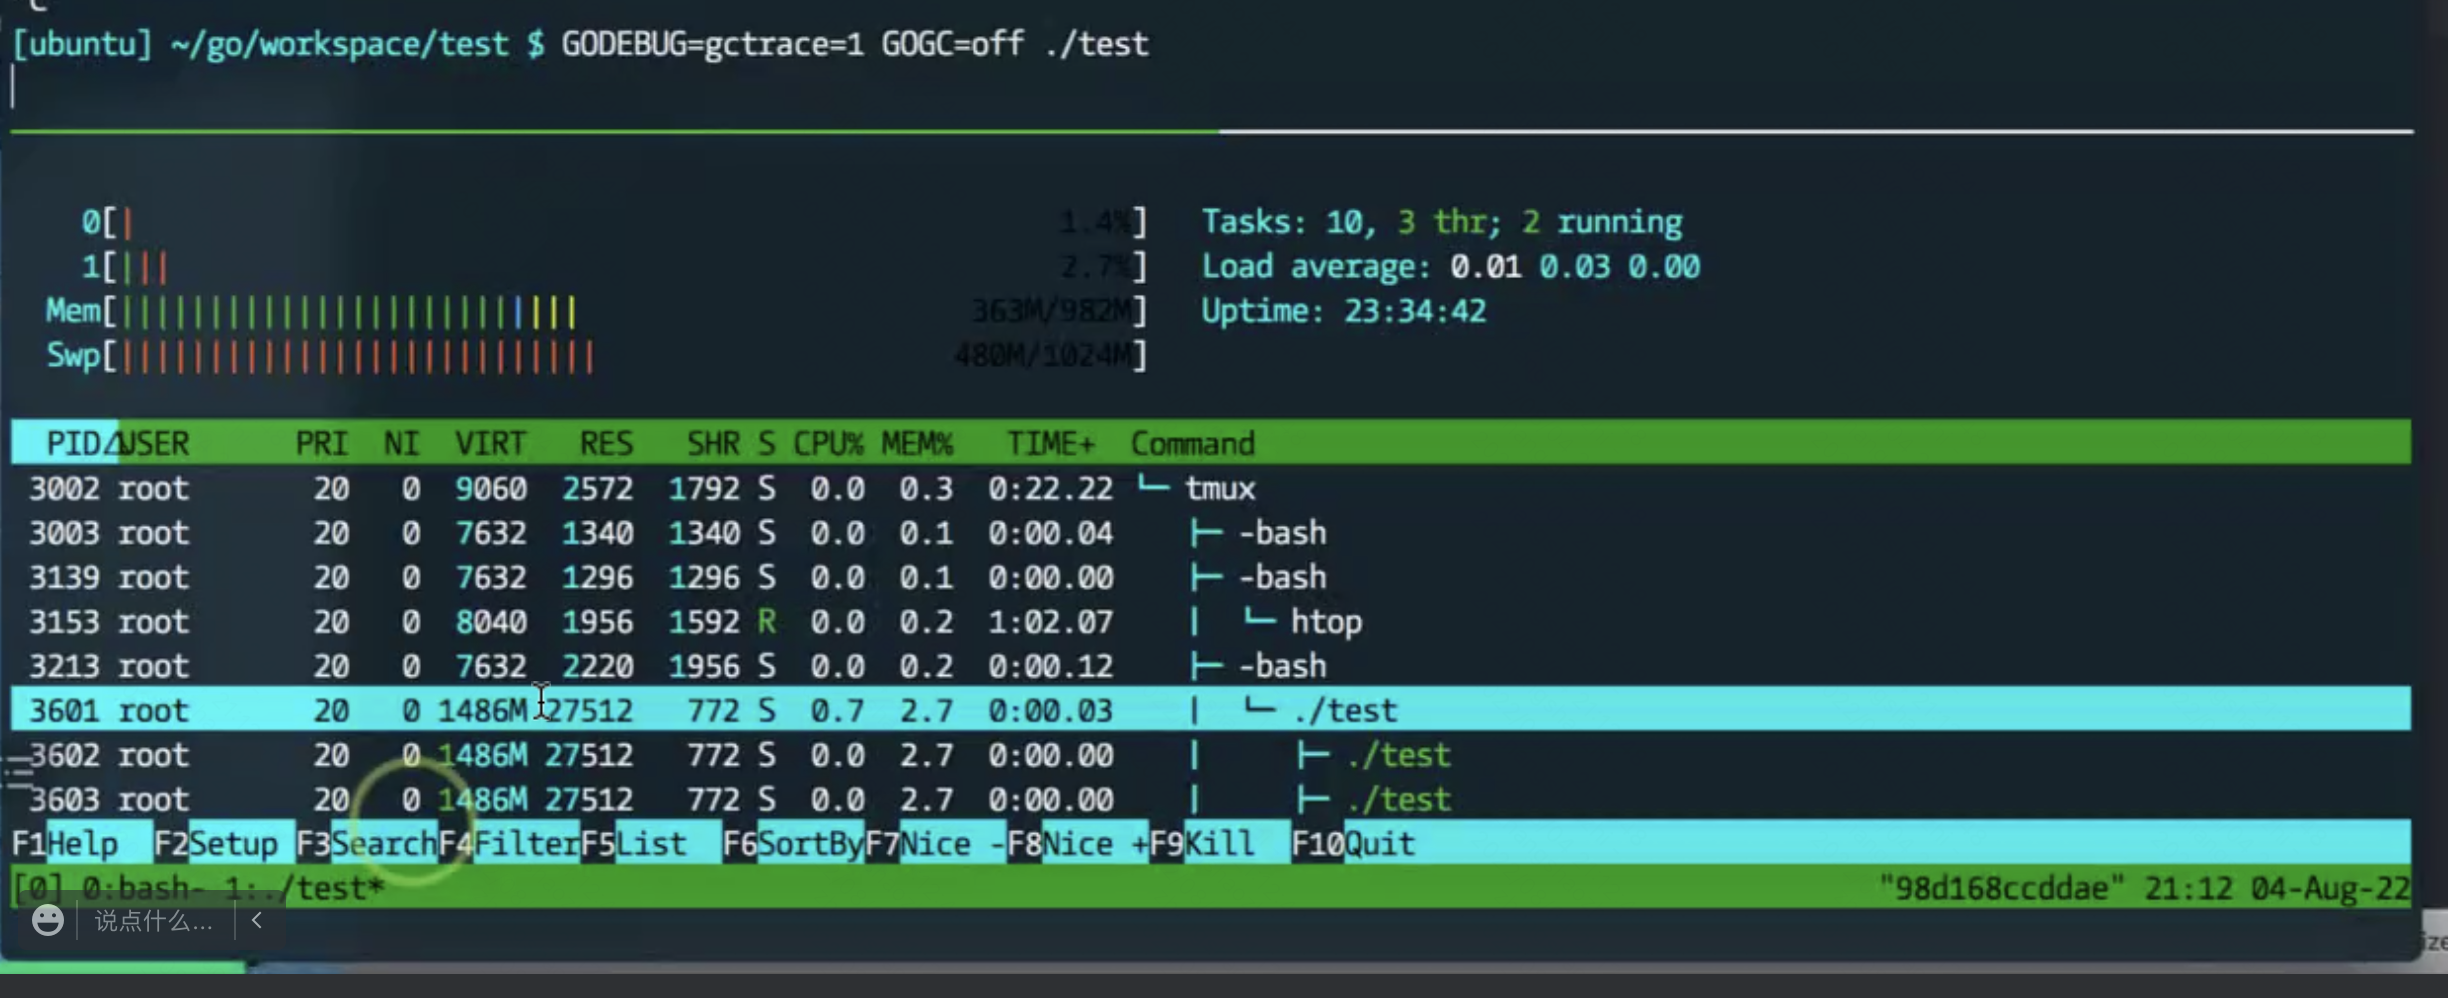 [ubuntu] ~/go/workspace/test $ GODEBUG=gctrace=1 GOGC=off ./test
0[| 1.4%] Tasks: 10, 3 thr; 2 running
1[||| 2.7%] Load average: 0.01 0.03 0.00
Mem[|||||||||||||||||||||||||| 363M/982M] Uptime: 23:34:42
Swp[||||||||||||||||||||||||||| 480M/1024M]
PID△USER PRI NI VIRT RES SHR S CPU% MEM% TIME+ Command
3002 root 20 0 9060 2572 1792 S 0.0 0.3 0:22.22 └─ tmux
3003 root 20 0 7632 1340 1340 S 0.0 0.1 0:00.04 ├─ -bash
3139 root 20 0 7632 1296 1296 S 0.0 0.1 0:00.00 ├─ -bash
3153 root 20 0 8040 1956 1592 R 0.0 0.2 1:02.07 │ └─ htop
3213 root 20 0 7632 2220 1956 S 0.0 0.2 0:00.12 ├─ -bash
3601 root 20 0 1486M 27512 772 S 0.7 2.7 0:00.03 │ └─ ./test
3602 root 20 0 1486M 27512 772 S 0.0 2.7 0:00.00 │ ├─ ./test
3603 root 20 0 1486M 27512 772 S 0.0 2.7 0:00.00 │ ├─ ./test
F1Help F2Setup F3SearchF4FilterF5List F6SortByF7Nice -F8Nice +F9Kill F10Quit
[0] 0:bash- 1:./test* "98d168ccddae" 21:12 04-Aug-22
说点什么...